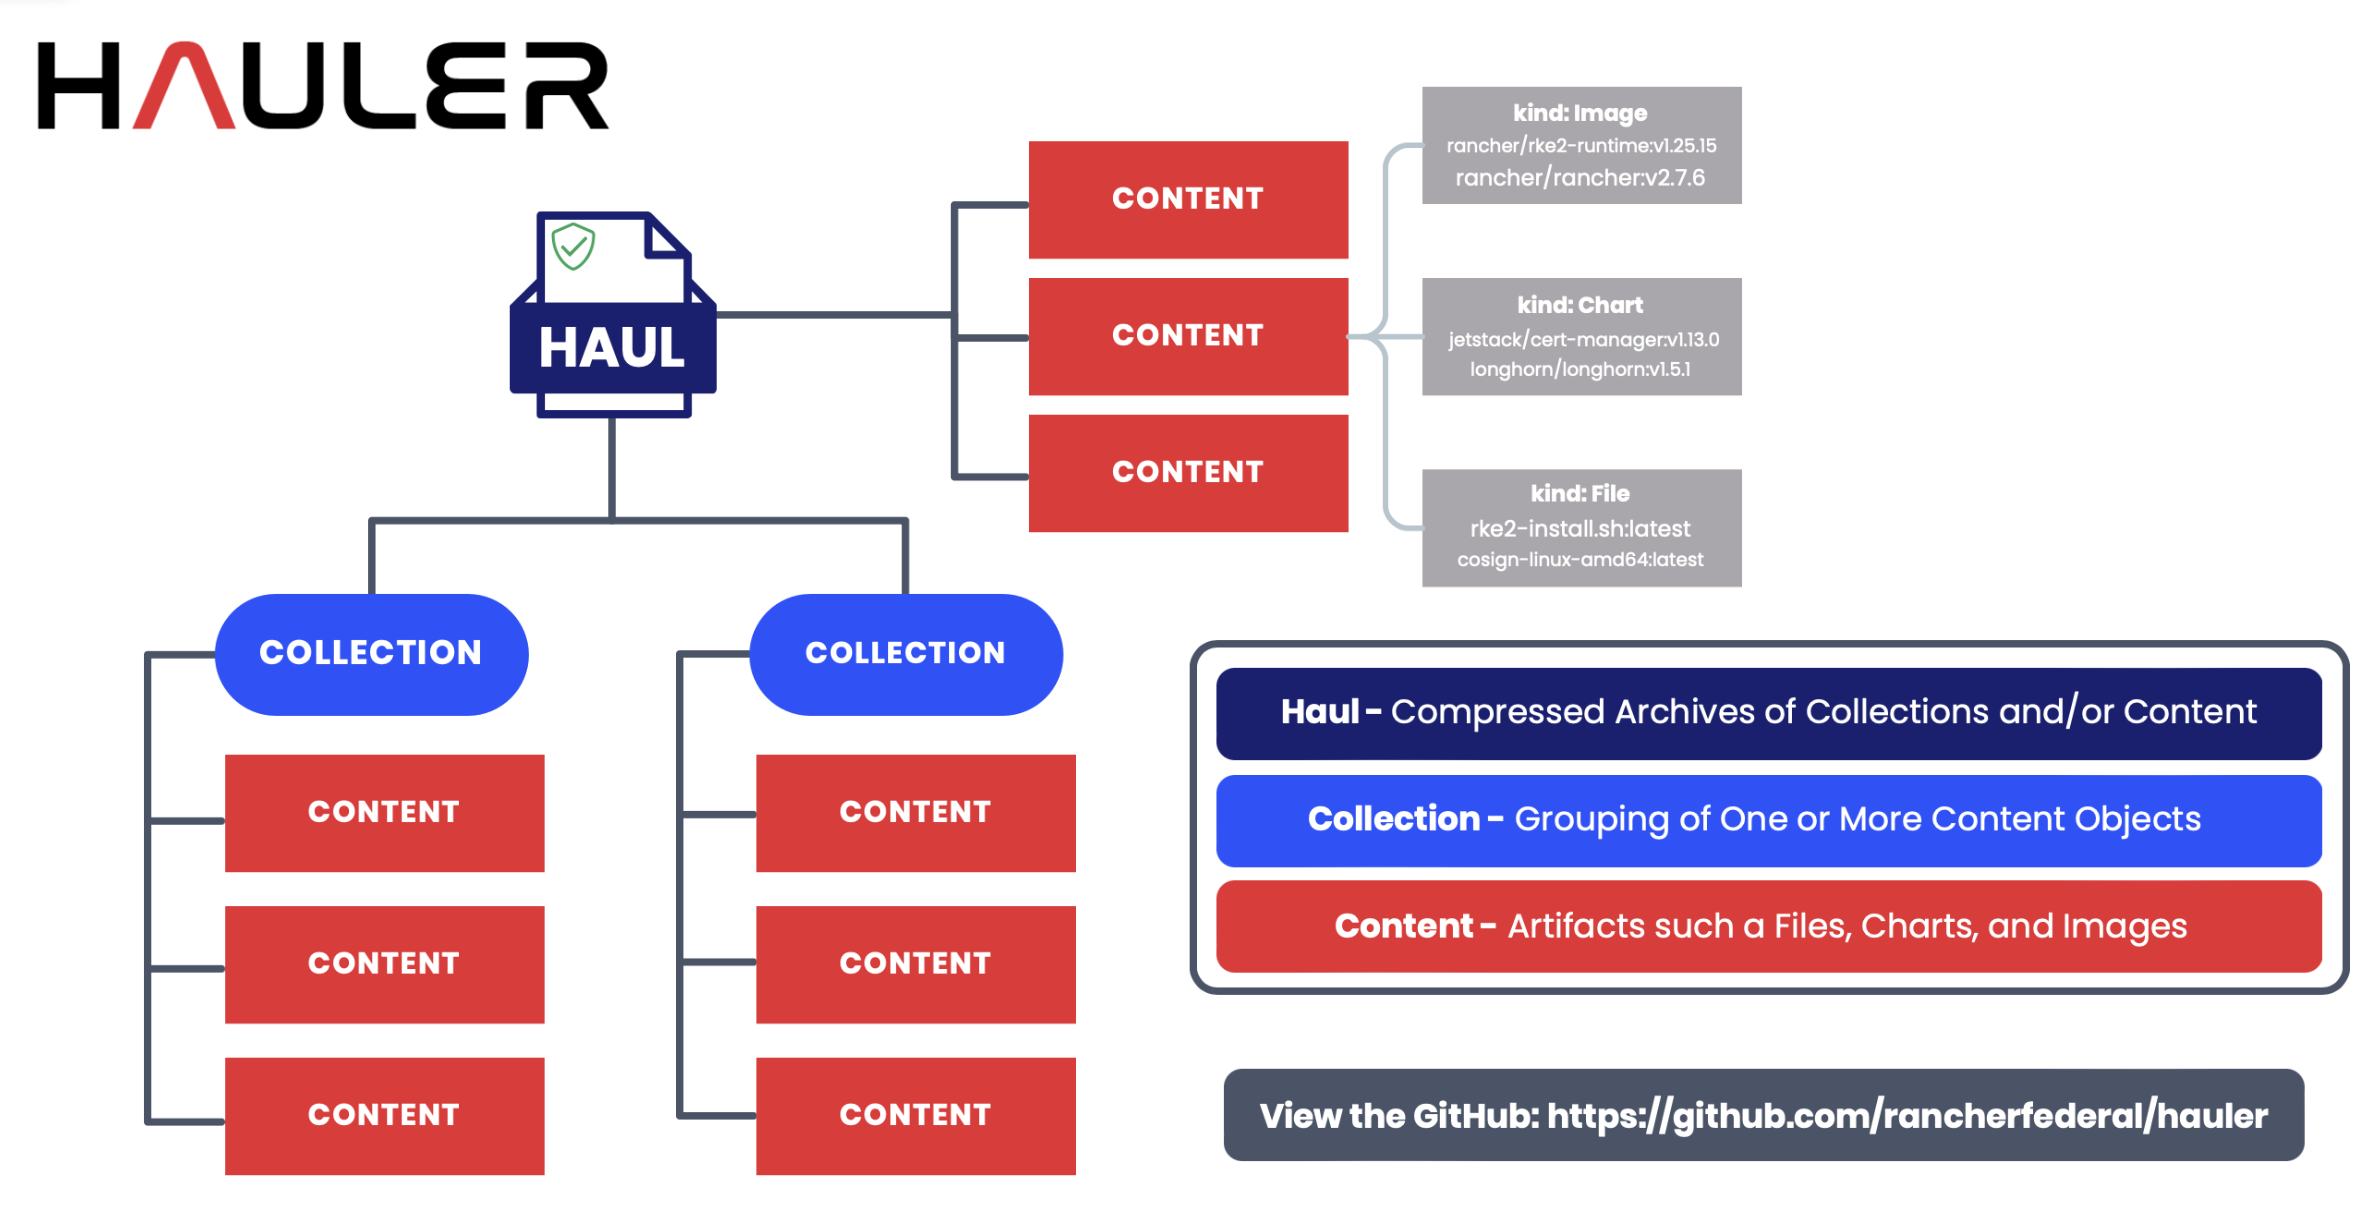 HAULER
HAUL
CONTENT
CONTENT
CONTENT
kind: Image
rancher/rke2-runtime:v1.25.15
rancher/rancher:v2.7.6
kind: Chart
jetstack/cert-manager:v1.13.0
longhorn/longhorn:v1.5.1
kind: File
rke2-install.sh:latest
cosign-linux-amd64:latest
COLLECTION
CONTENT
CONTENT
CONTENT
COLLECTION
CONTENT
CONTENT
CONTENT
Haul - Compressed Archives of Collections and/or Content
Collection - Grouping of One or More Content Objects
Content - Artifacts such a Files, Charts, and Images
View the GitHub: https://github.com/rancherfederal/hauler